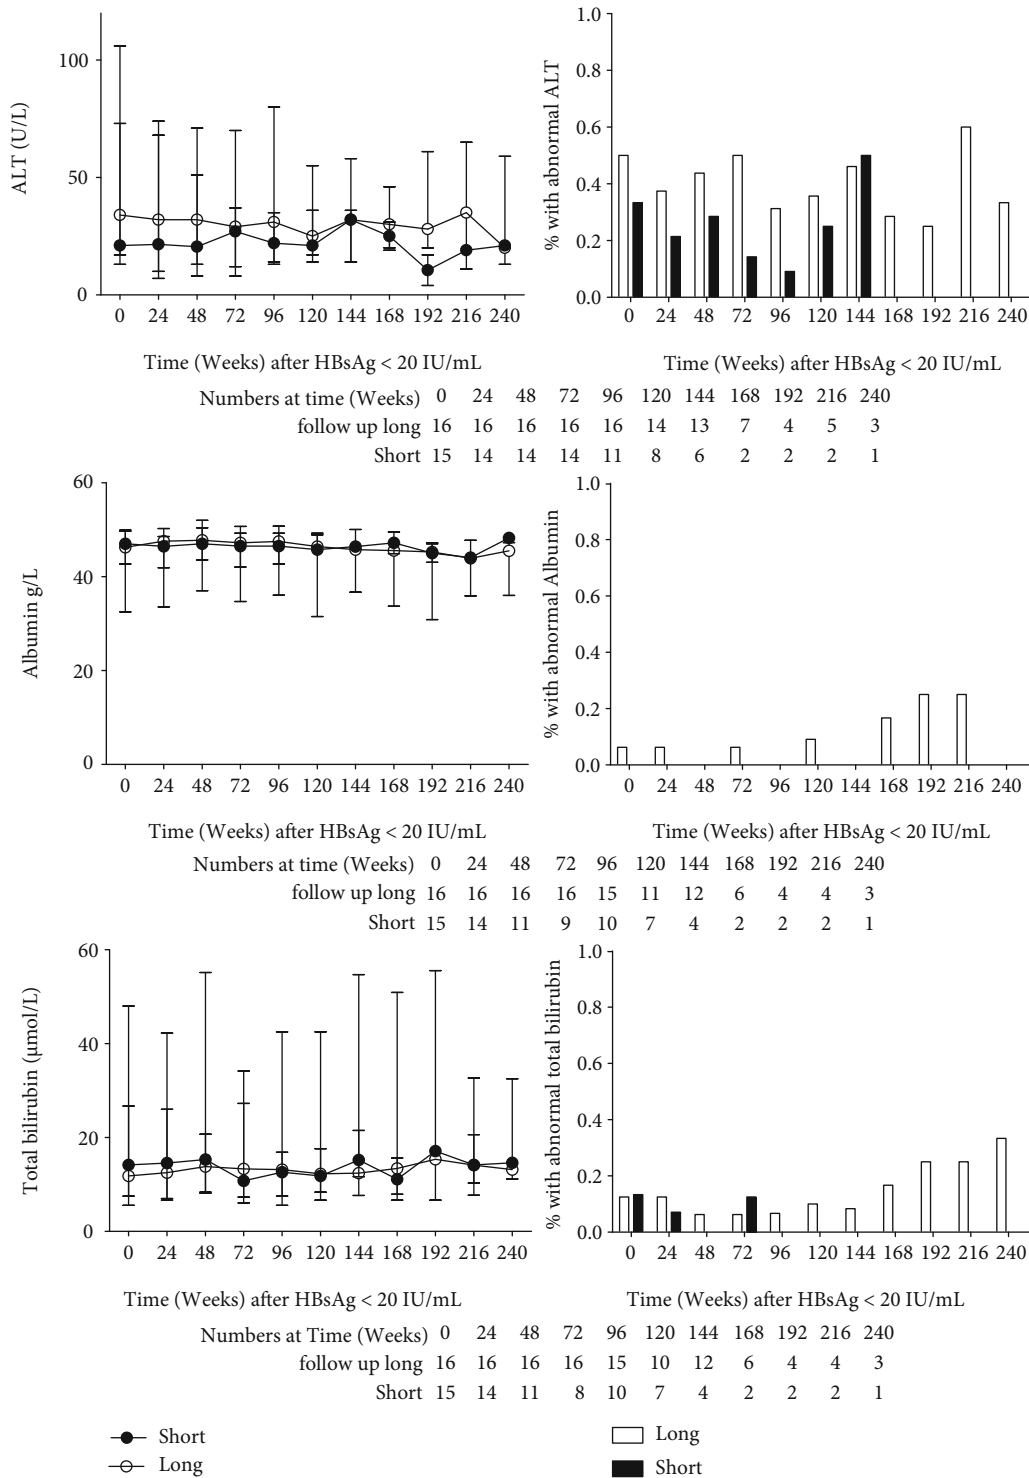 ALT (U/L)
100
50
0
0 24 48 72 96 120 144 168 192 216 240
Time (Weeks) after HBsAg < 20 IU/mL
% with abnormal ALT
1.0
0.8
0.6
0.4
0.2
0.0
0 24 48 72 96 120 144 168 192 216 240
Time (Weeks) after HBsAg < 20 IU/mL
Numbers at time (Weeks) 0 24 48 72 96 120 144 168 192 216 240
follow up long 16 16 16 16 16 14 13 7 4 5 3
Short 15 14 14 14 11 8 6 2 2 2 1
Albumin g/L
60
40
20
0
0 24 48 72 96 120 144 168 192 216 240
Time (Weeks) after HBsAg < 20 IU/mL
% with abnormal Albumin
1.0
0.8
0.6
0.4
0.2
0.0
0 24 48 72 96 120 144 168 192 216 240
Time (Weeks) after HBsAg < 20 IU/mL
Numbers at time (Weeks) 0 24 48 72 96 120 144 168 192 216 240
follow up long 16 16 16 16 15 11 12 6 4 4 3
Short 15 14 11 9 10 7 4 2 2 2 1
Total bilirubin (μmol/L)
60
40
20
0
0 24 48 72 96 120 144 168 192 216 240
Time (Weeks) after HBsAg < 20 IU/mL
% with abnormal total bilirubin
1.0
0.8
0.6
0.4
0.2
0.0
0 24 48 72 96 120 144 168 192 216 240
Time (Weeks) after HBsAg < 20 IU/mL
Numbers at Time (Weeks) 0 24 48 72 96 120 144 168 192 216 240
follow up long 16 16 16 16 15 10 12 6 4 4 3
Short 15 14 11 8 10 7 4 2 2 2 1
Short
Long
Long
Short